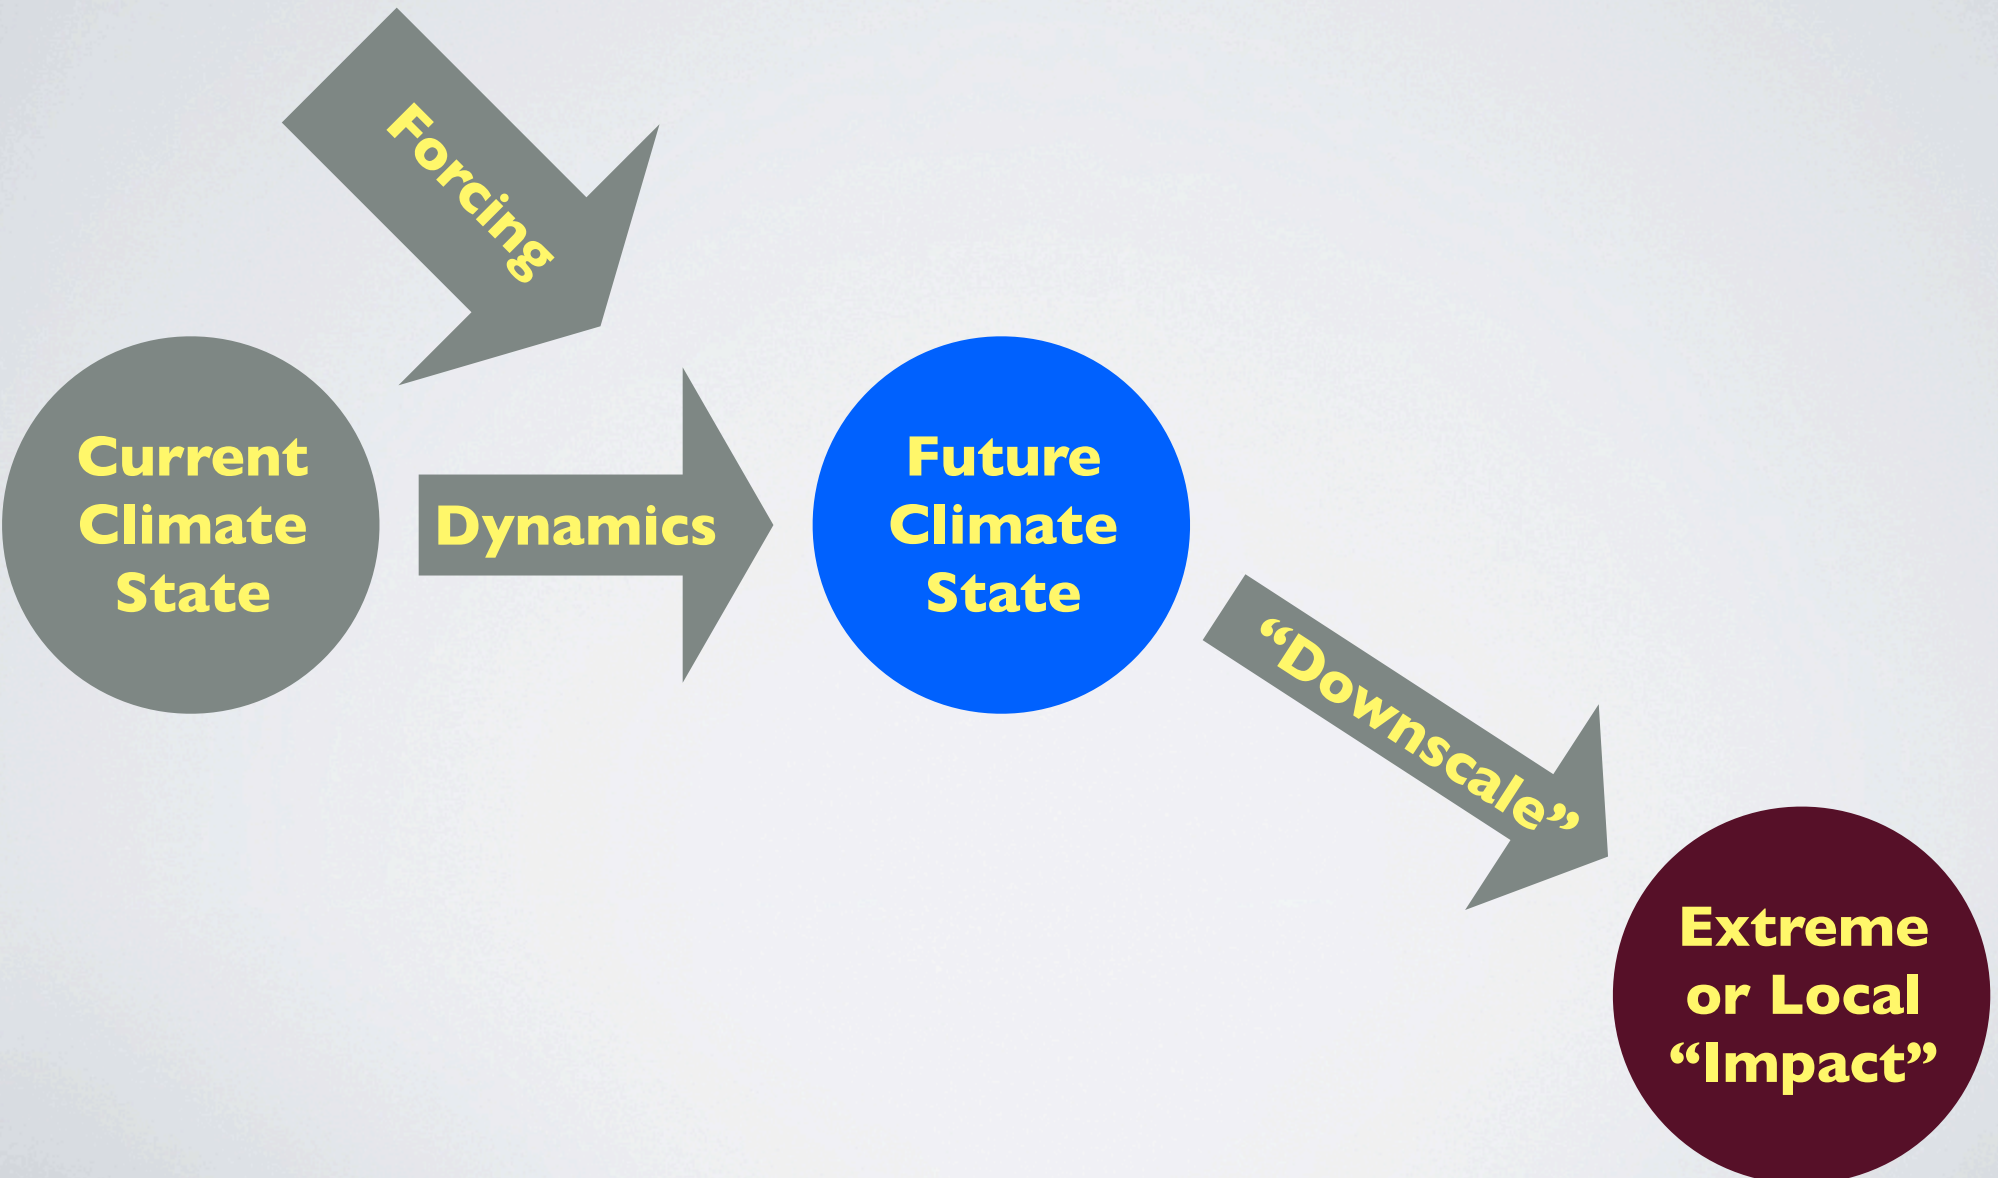 Forcing
Current
Climate
State
Dynamics
Future
Climate
State
“Downscale”
Extreme
or Local
“Impact”